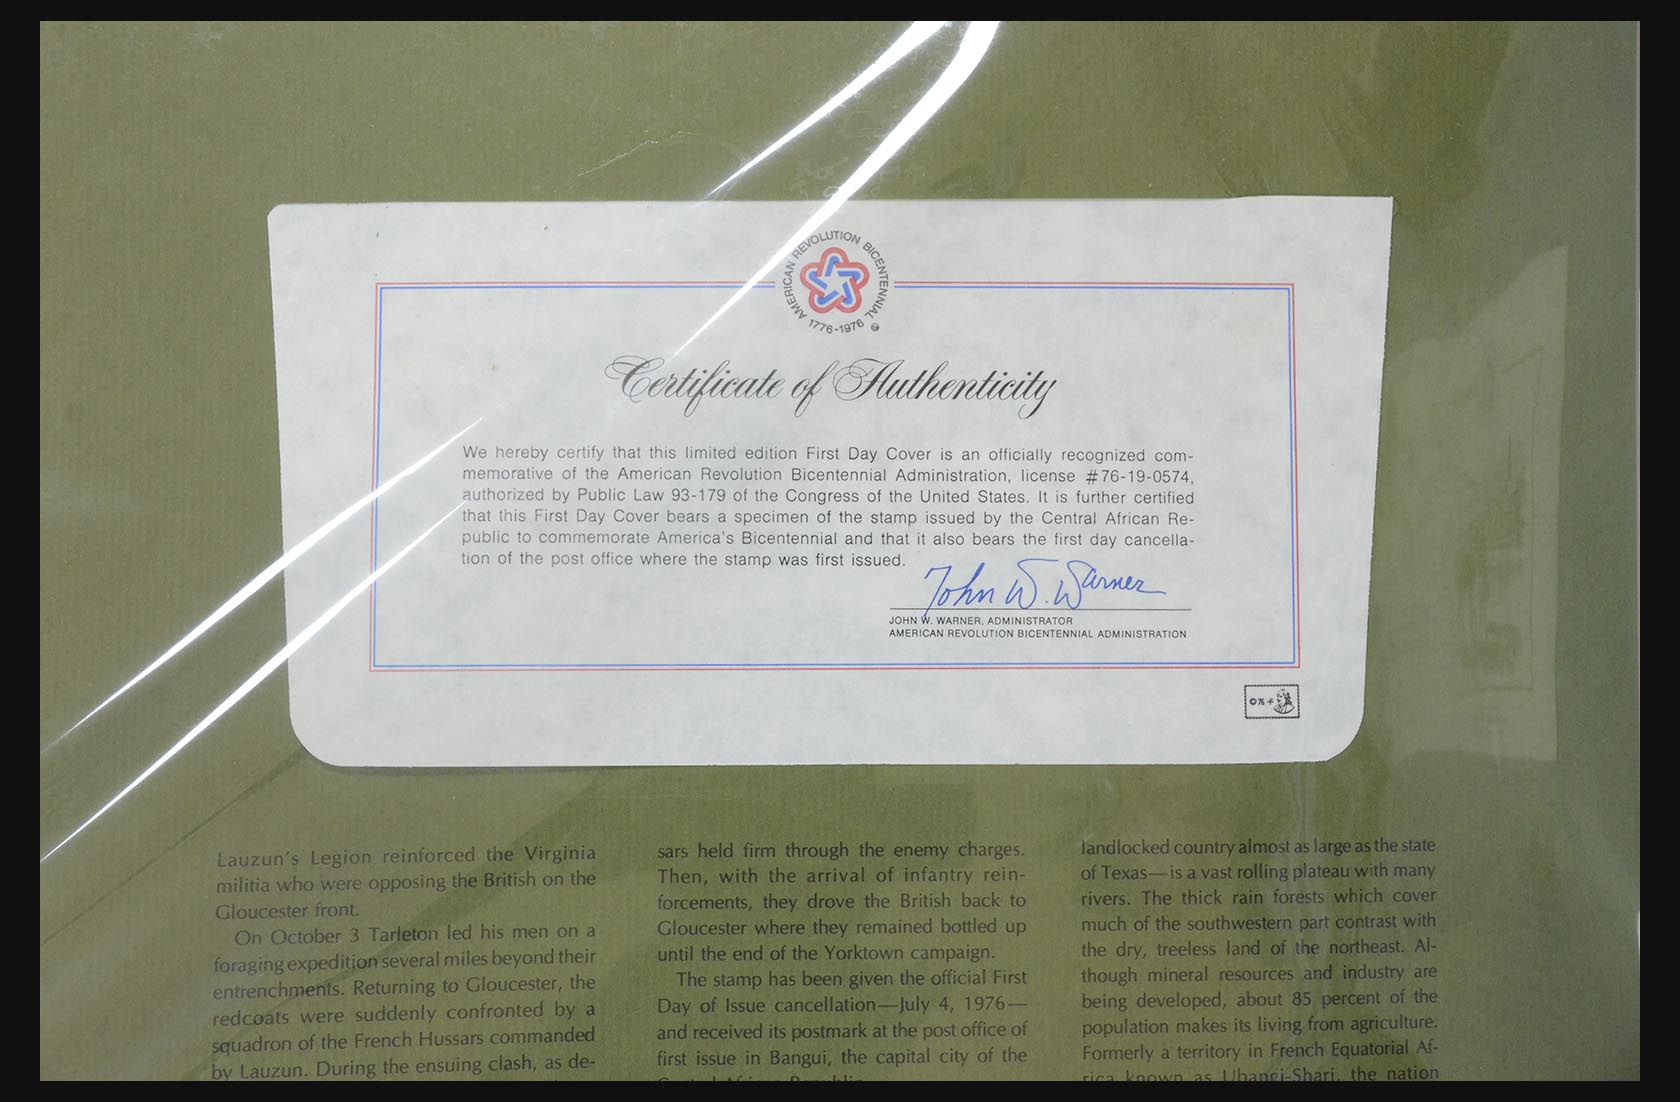 AMERICAN REVOLUTION BICENTENNIAL
1776-1976
Certificate of Authenticity
We hereby certify that this limited edition First Day Cover is an officially recognized com-
memorative of the American Revolution Bicentennial Administration, license #76-19-0574,
authorized by Public Law 93-179 of the Congress of the United States. It is further certified
that this First Day Cover bears a specimen of the stamp issued by the Central African Re-
public to commemorate America's Bicentennial and that it also bears the first day cancella-
tion of the post office where the stamp was first issued.
John W. Warner
JOHN W. WARNER, ADMINISTRATOR
AMERICAN REVOLUTION BICENTENNIAL ADMINISTRATION
Lauzun's Legion reinforced the Virginia
militia who were opposing the British on the
Gloucester front.
On October 3 Tarleton led his men on a
foraging expedition several miles beyond their
entrenchments. Returning to Gloucester, the
redcoats were suddenly confronted by a
squadron of the French Hussars commanded
by Lauzun. During the ensuing clash, as de-
sars held firm through the enemy charges.
Then, with the arrival of infantry rein-
forcements, they drove the British back to
Gloucester where they remained bottled up
until the end of the Yorktown campaign.
The stamp has been given the official First
Day of Issue cancellation—July 4, 1976—
and received its postmark at the post office of
first issue in Bangui, the capital city of the
landlocked country almost as large as the state
of Texas—is a vast rolling plateau with many
rivers. The thick rain forests which cover
much of the southwestern part contrast with
the dry, treeless land of the northeast. Al-
though mineral resources and industry are
being developed, about 85 percent of the
population makes its living from agriculture.
Formerly a territory in French Equatorial Af-
rica known as Ubangi-Shari, the nation